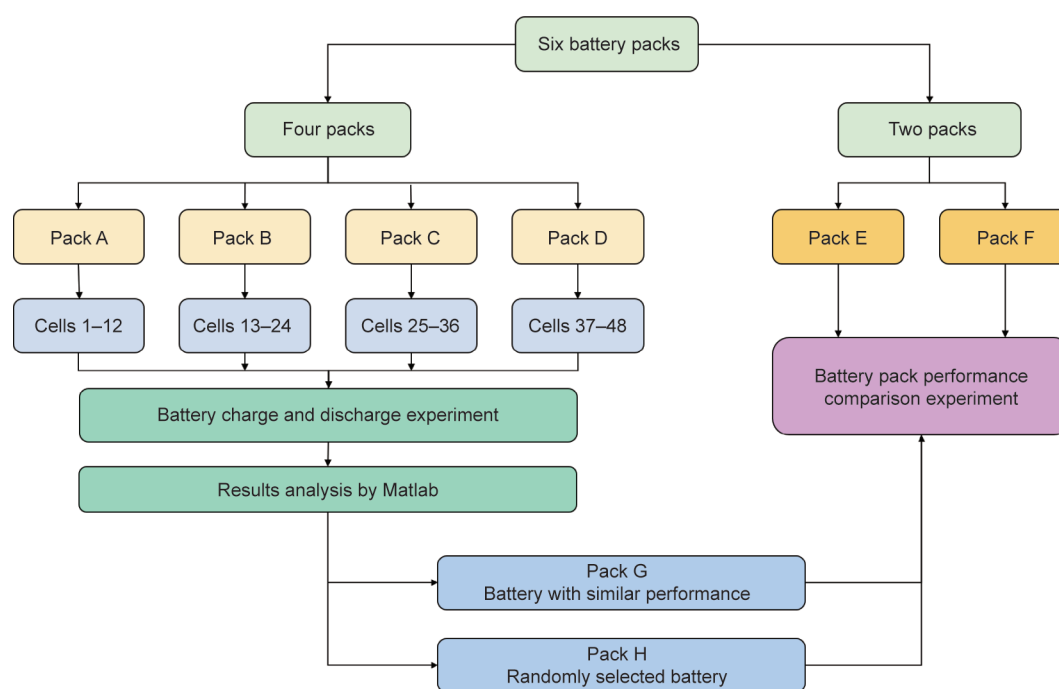 Six battery packs
Four packs
Two packs
Pack A
Pack B
Pack C
Pack D
Pack E
Pack F
Cells 1–12
Cells 13–24
Cells 25–36
Cells 37–48
Battery pack performance
comparison experiment
Battery charge and discharge experiment
Results analysis by Matlab
Pack G
Battery with similar performance
Pack H
Randomly selected battery